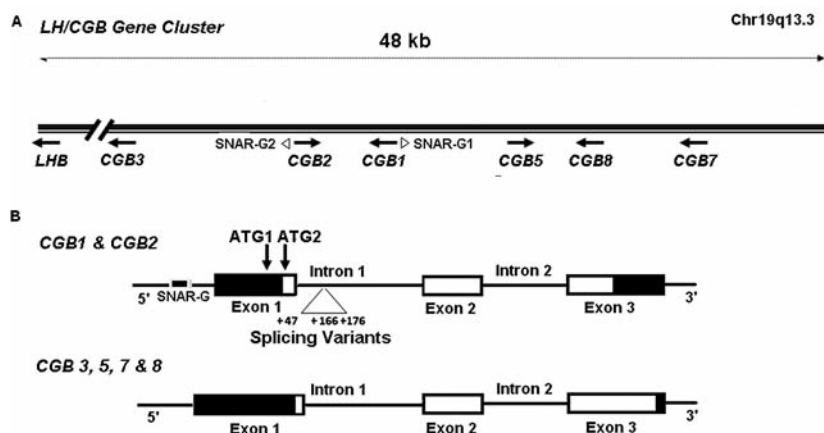 A
LH/CGB Gene Cluster
Chr19q13.3
48 kb
SNAR-G2
SNAR-G1
LHB CGB3 CGB2 CGB1 CGB5 CGB8 CGB7
B
CGB1 & CGB2
ATG1 ATG2
Intron 1 Intron 2
5' SNAR-G 3'
Exon 1 Exon 2 Exon 3
+47 +166 +176
Splicing Variants
CGB 3, 5, 7 & 8
Intron 1 Intron 2
5' 3'
Exon 1 Exon 2 Exon 3